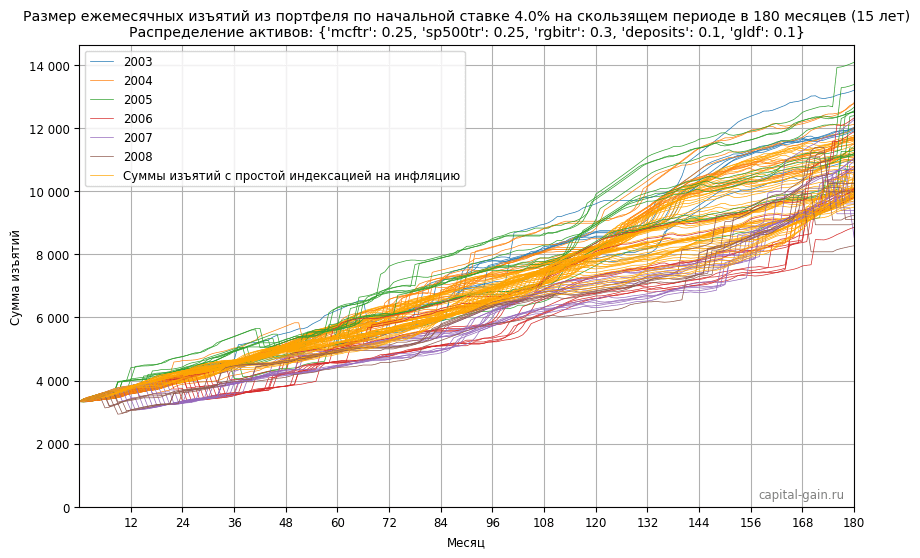 Размер ежемесячных изъятий из портфеля по начальной ставке 4.0% на скользящем периоде в 180 месяцев (15 лет)
Распределение активов: {'mcftr': 0.25, 'sp500tr': 0.25, 'rgbitr': 0.3, 'deposits': 0.1, 'gldf': 0.1}
2003
2004
2005
2006
2007
2008
Суммы изъятий с простой индексацией на инфляцию
14 000
12 000
10 000
8 000
6 000
4 000
2 000
0
Сумма изъятий
capital-gain.ru
12 24 36 48 60 72 84 96 108 120 132 144 156 168 180
Месяц